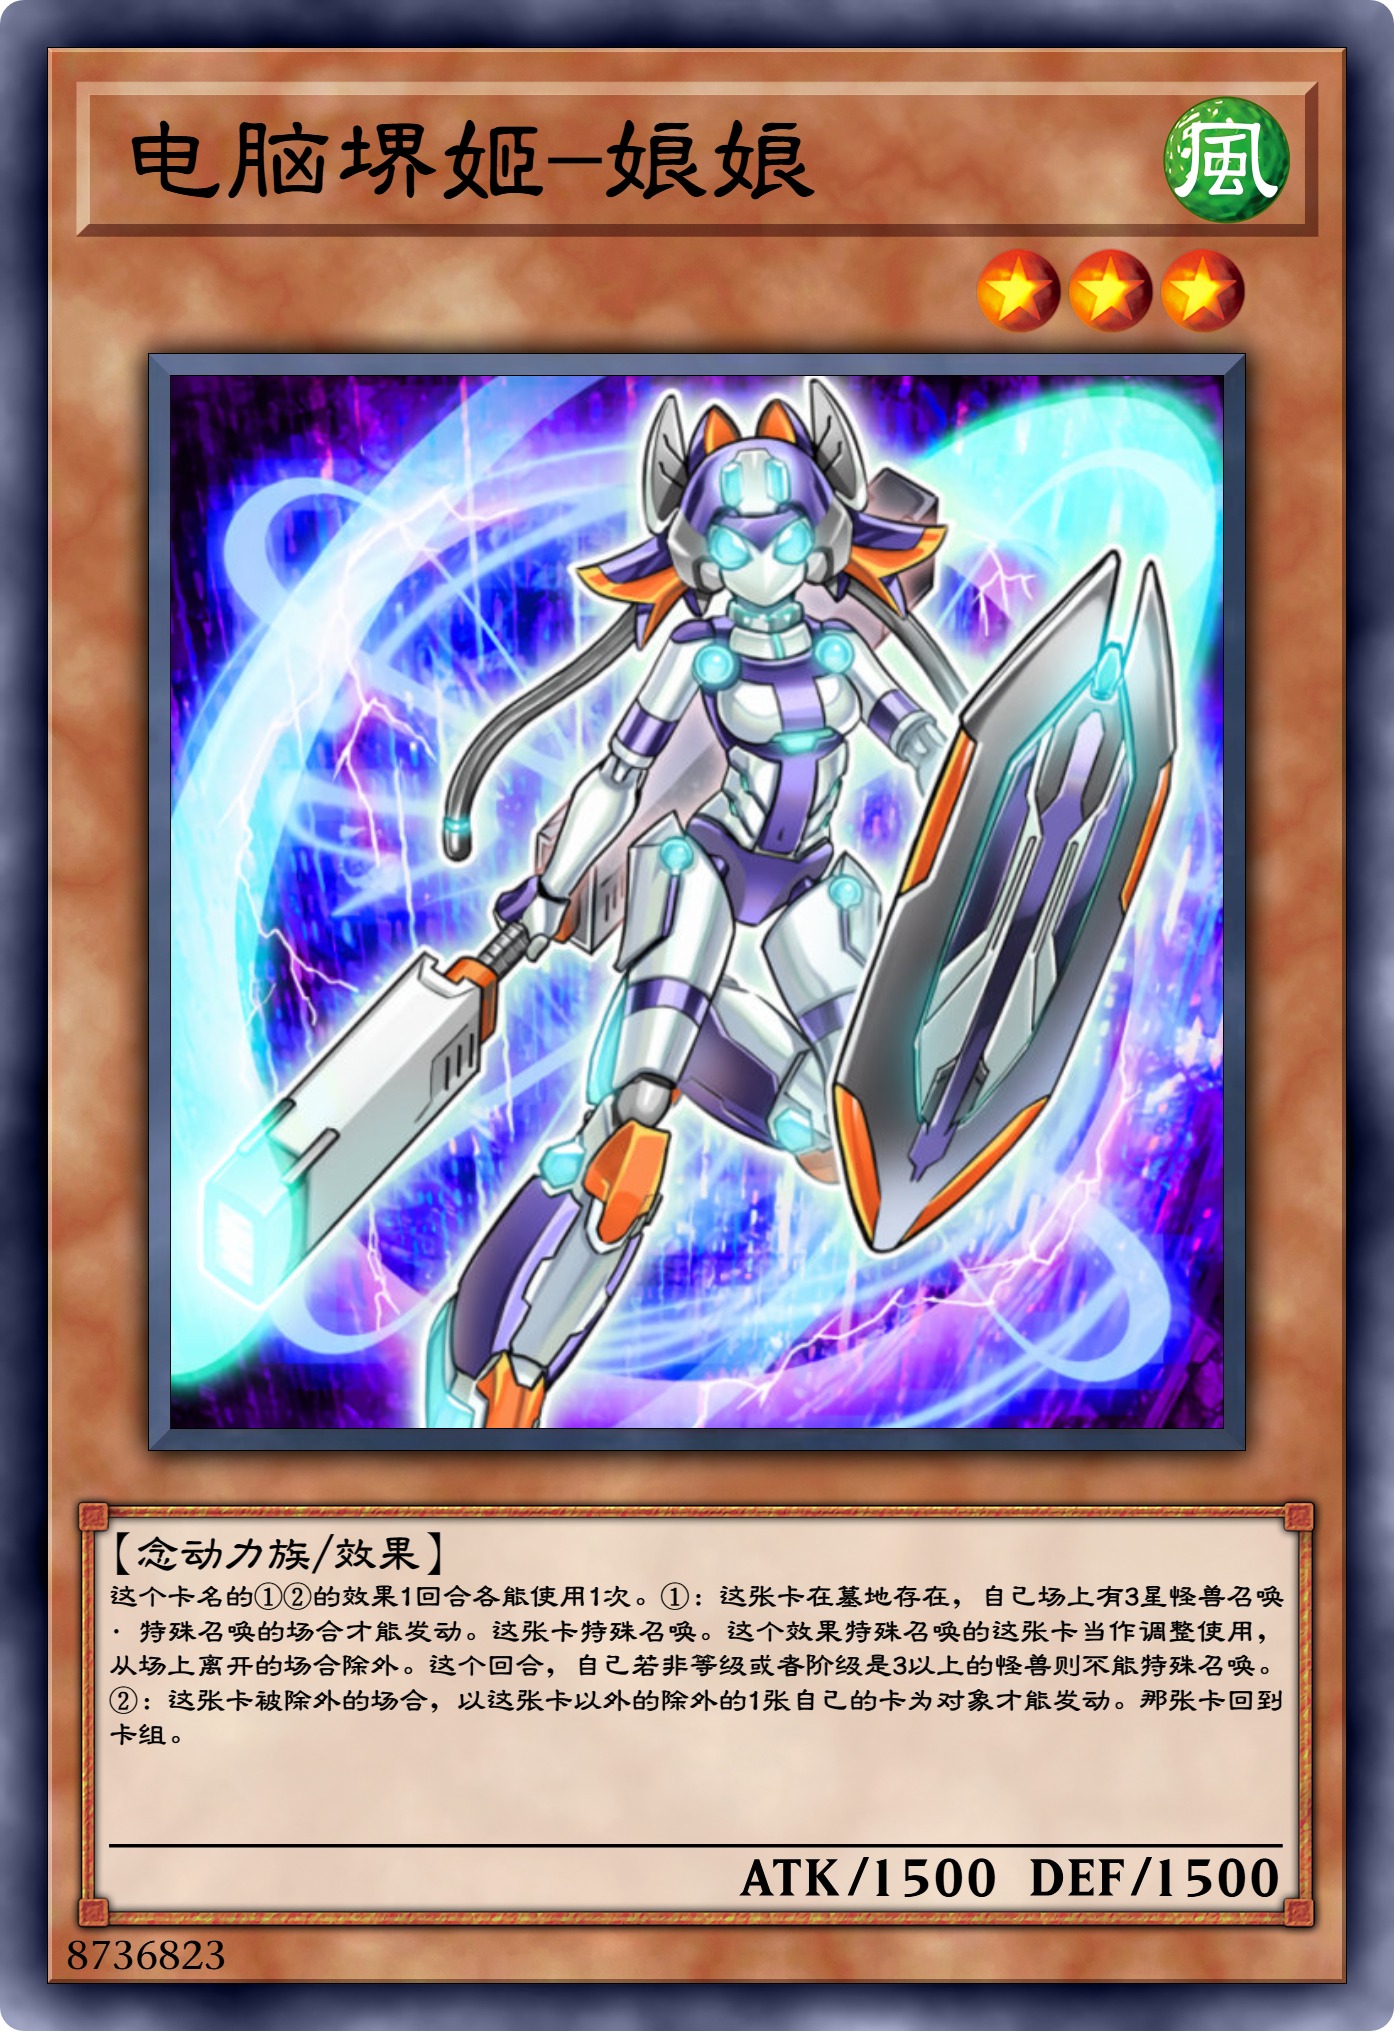 电脑堺姬-娘娘
風
【念动力族/效果】
这个卡名的①②的效果1回合各能使用1次。①：这张卡在墓地存在，自己场上有3星怪兽召唤
·特殊召唤的场合才能发动。这张卡特殊召唤。这个效果特殊召唤的这张卡当作调整使用，
从场上离开的场合除外。这个回合，自己若非等级或者阶级是3以上的怪兽则不能特殊召唤。
②：这张卡被除外的场合，以这张卡以外的除外的1张自己的卡为对象才能发动。那张卡回到
卡组。
ATK/1500 DEF/1500
8736823